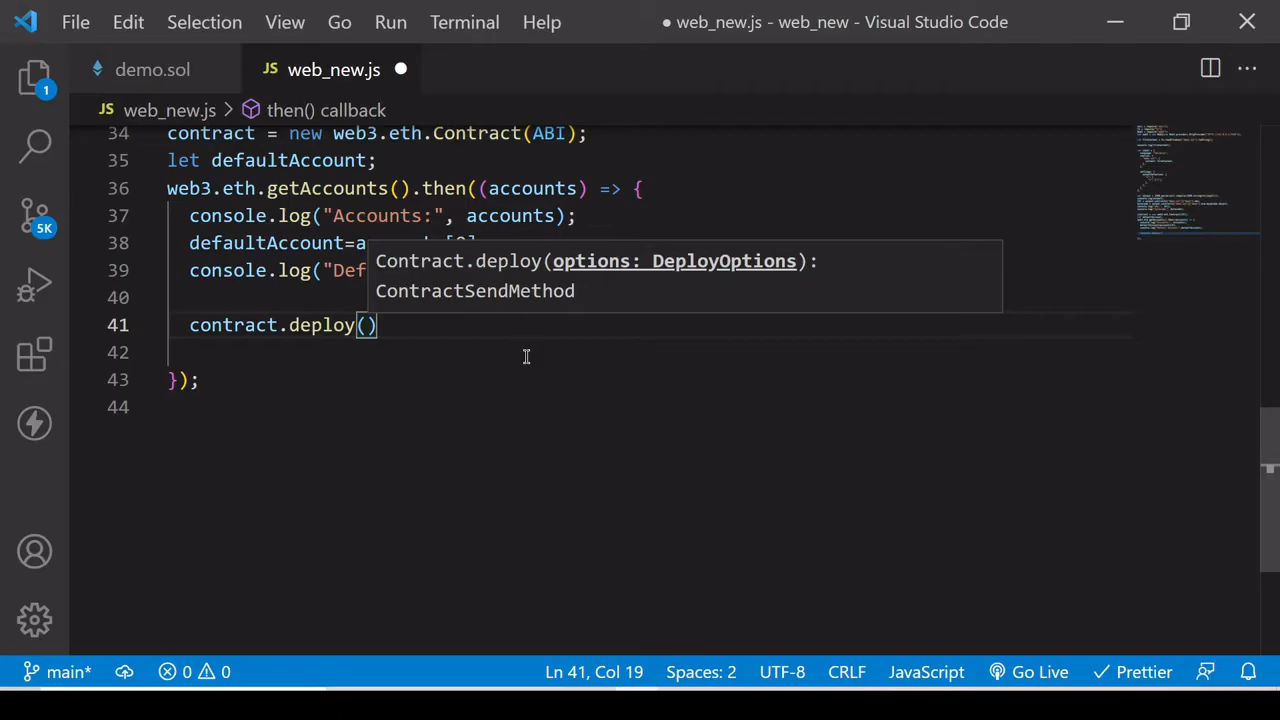 File Edit Selection View Go Run Terminal Help
● web_new.js - web_new - Visual Studio Code
demo.sol
JS web_new.js ●
JS web_new.js > then() callback
1
5K
34 contract = new web3.eth.Contract(ABI);
35 let defaultAccount;
36 web3.eth.getAccounts().then((accounts) => {
37 console.log("Accounts:", accounts);
38 defaultAccount=a
39 console.log("Def
Contract.deploy(options: DeployOptions):
ContractSendMethod
40
41 contract.deploy()
42
43 });
44
main* 0 0 Ln 41, Col 19 Spaces: 2 UTF-8 CRLF JavaScript Go Live Prettier